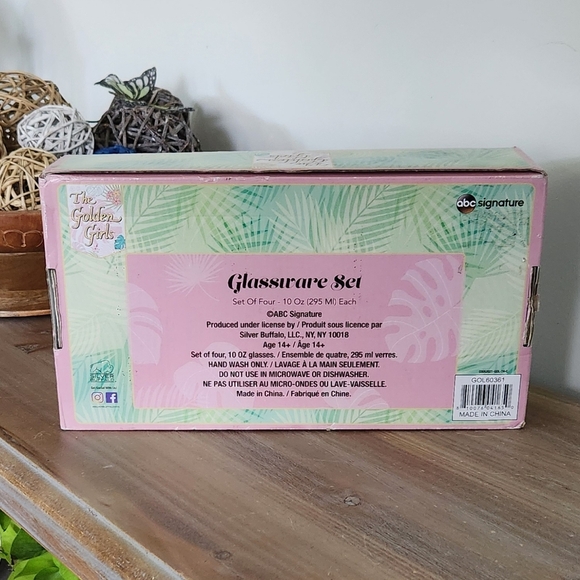 The
Golden
Girls
abc signature
Glassware Set
Set Of Four - 10 Oz (295 Ml) Each
©ABC Signature
Produced under license by / Produit sous licence par
Silver Buffalo, LLC., NY, NY 10018
Age 14+ / Âge 14+
Set of four, 10 OZ glasses. / Ensemble de quatre, 295 ml verres.
HAND WASH ONLY. / LAVAGE À LA MAIN SEULEMENT.
DO NOT USE IN MICROWAVE OR DISHWASHER.
NE PAS UTILISER AU MICRO-ONDES OU LAVE-VAISSELLE.
Made in China. / Fabriqué en Chine.
SILVER
BUFFALO
GOL60361
MADE IN CHINA